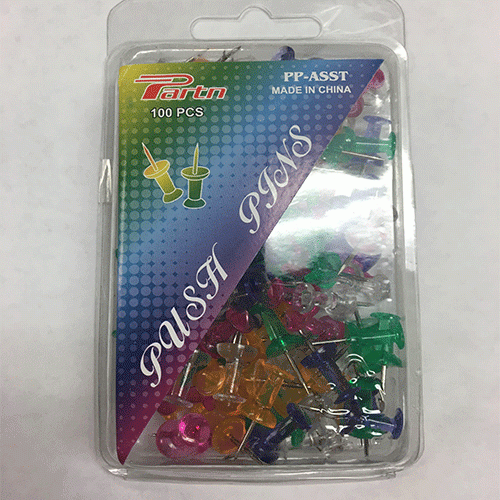 Partn
PP-ASST
100 PCS
MADE IN CHINA
PUSH PINS